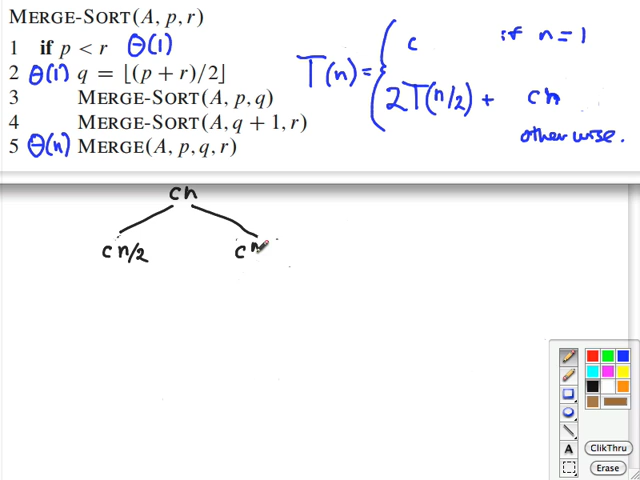 MERGE-SORT(A, p, r)
1 if p < r Θ(1)
2 Θ(1) q = ⌊(p + r)/2⌋
3 MERGE-SORT(A, p, q)
4 MERGE-SORT(A, q + 1, r)
5 Θ(n) MERGE(A, p, q, r)
T(n) = { c if n = 1
2T(n/2) + cn
otherwise.
cn
cn/2 cn
A
ClikThru
Erase